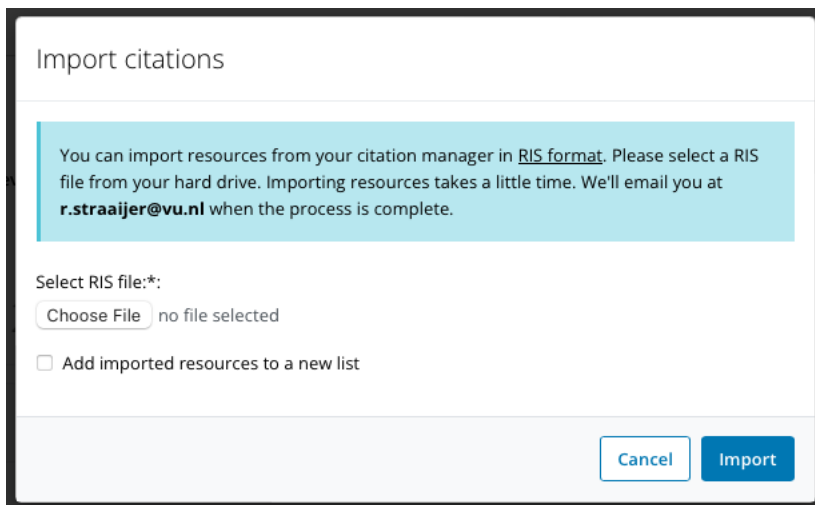 Import citations
You can import resources from your citation manager in RIS format. Please select a RIS
file from your hard drive. Importing resources takes a little time. We'll email you at
r.straaijer@vu.nl when the process is complete.
Select RIS file:*:
Choose File no file selected
Add imported resources to a new list
Cancel Import